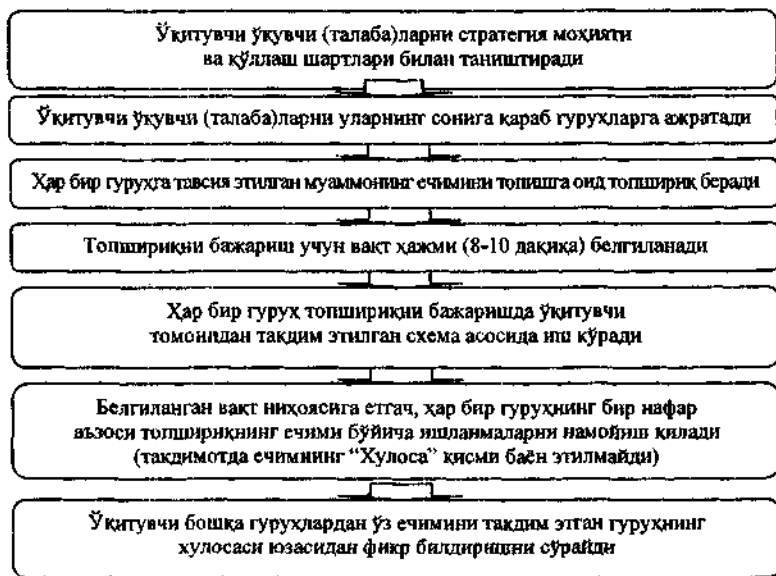 Ўқитувчи ўқувчи (талаба)ларни стратегия моҳияти
ва қўллаш шартлари билан таништиради
Ўқитувчи ўқувчи (талаба)ларни уларнинг сонига қараб гуруҳларга ажратади
Ҳар бир гуруҳга тавсия этилган муаммонинг ечимини топишга оид топшириқ беради
Топшириқни бажариш учун вақт ҳажми (8-10 дақиқа) белгиланади
Ҳар бир гуруҳ топшириқни бажаришда ўқитувчи
томонидан тақдим этилган схема асосида иш кўради
Белгиланган вақт ниҳоясига етгач, ҳар бир гуруҳнинг бир нафар
аъзоси топшириқнинг ечими бўйича ишланмаларни намойиш қилади
(тақдимотда ечимнинг “Хулоса” қисми баён этилмайди)
Ўқитувчи бошқа гуруҳлардан ўз ечимини тақдим этган гуруҳнинг
хулосаси юзасидан фикр билдиришни сўрайди